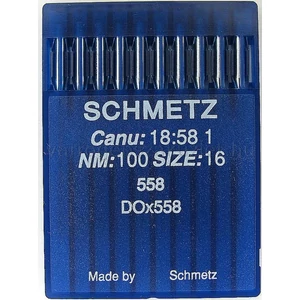 SCHMETZ
Canu: 18:58 1
NM:100 SIZE:16
558
DOx558
Made by Schmetz